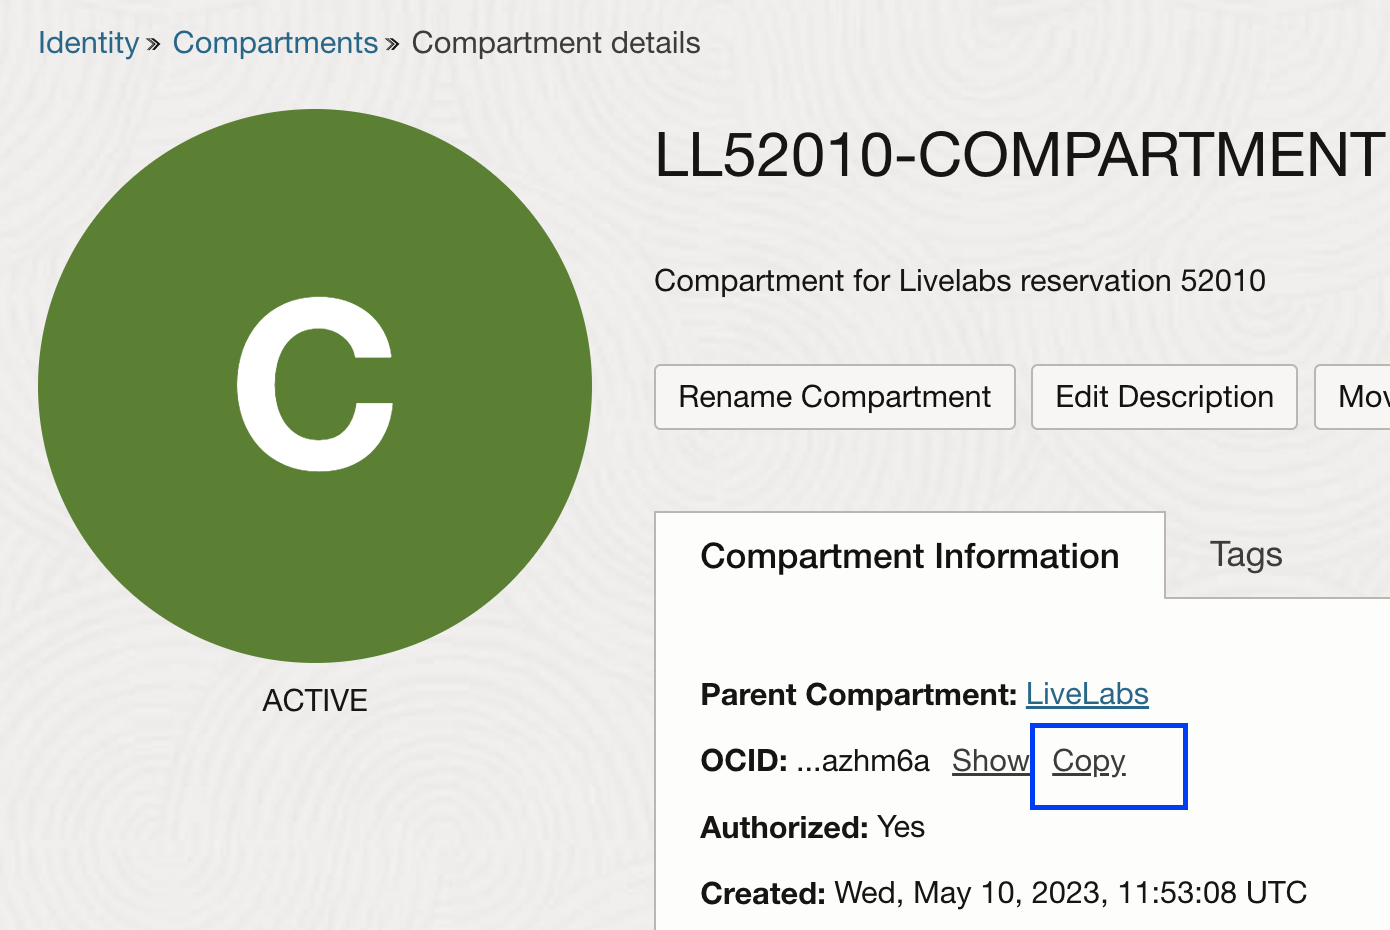 Identity » Compartments » Compartment details
LL52010-COMPARTMENT
Compartment for Livelabs reservation 52010
Rename Compartment Edit Description Mov
C
ACTIVE
Compartment Information Tags
Parent Compartment: LiveLabs
OCID: ...azhm6a Show Copy
Authorized: Yes
Created: Wed, May 10, 2023, 11:53:08 UTC